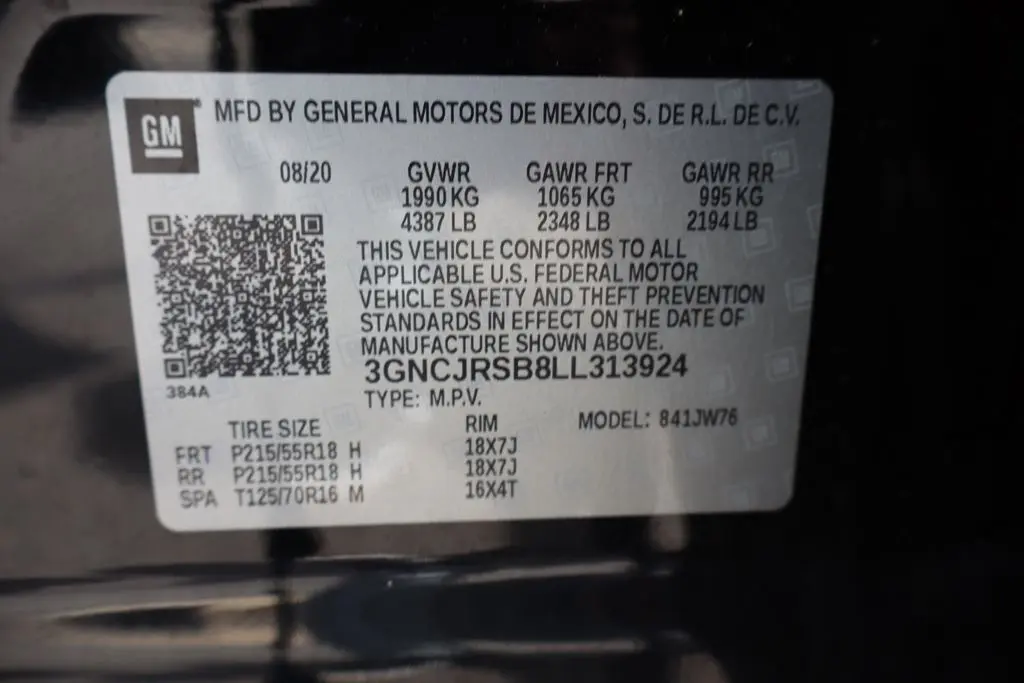 GM MFD BY GENERAL MOTORS DE MEXICO, S. DE R.L. DE C.V.
08/20 GVWR GAWR FRT GAWR RR
1990 KG 1065 KG 995 KG
4387 LB 2348 LB 2194 LB
THIS VEHICLE CONFORMS TO ALL
APPLICABLE U.S. FEDERAL MOTOR
VEHICLE SAFETY AND THEFT PREVENTION
STANDARDS IN EFFECT ON THE DATE OF
MANUFACTURE SHOWN ABOVE.
3GNCJRSB8LL313924
384A
TYPE: M.P.V.
TIRE SIZE RIM MODEL: 841JW76
FRT P215/55R18 H 18X7J
RR P215/55R18 H 18X7J
SPA T125/70R16 M 16X4T